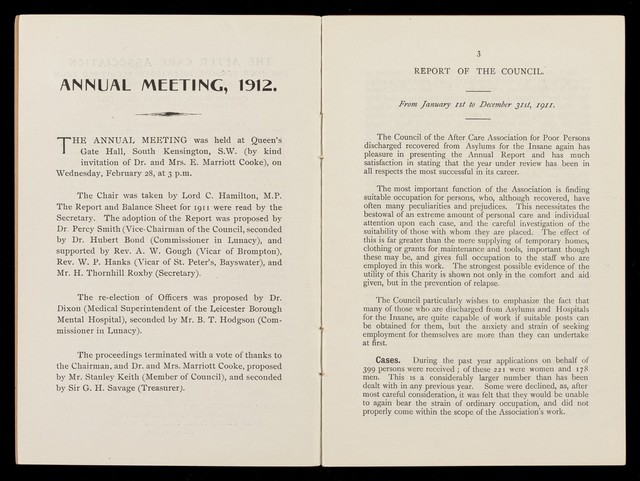 ANNUAL MEETING, 1912.
THE ANNUAL MEETING was held at Queen's
Gate Hall, South Kensington, S.W. (by kind
invitation of Dr. and Mrs. E. Marriott Cooke), on
Wednesday, February 28, at 3 p.m.
The Chair was taken by Lord C. Hamilton, M.P.
The Report and Balance Sheet for 1911 were read by the
Secretary. The adoption of the Report was proposed by
Dr Percy Smith (Vice-Chairman of the Council, seconded
by Dr. Hubert Bond (Commissioner in Lunacy), and
supported by Rev. A. W. Gough (Vicar of Brompton),
Rev. W. P. Hanks (Vicar of St. Peter's, Bayswater), and
Mr. H. Thornhill Roxby (Secretary).
The re-election of Officers was proposed by Dr.
Dixon (Medical Superintendent of the Leicester Borough
Mental Hospital), seconded by Mr. B. T. Hodgson (Com-
missioner in Lunacy).
The proceedings terminated with a vote of thanks to
the Chairman, and Dr. and Mrs. Marriott Cooke, proposed
by Mr. Stanley Keith (Member of Council), and seconded
by Sir G. H. Savage (Treasurer).
3
REPORT OF THE COUNCIL.
From January 1st to December 31st, 1911.
The Council of the After Care Association for Poor Persons
discharged recovered from Asylums for the Insane again has
pleasure in presenting the Annual Report and has much
satisfaction in stating that the year under review has been in
all respects the most successful in its career.
The most important function of the Association is finding
suitable occupation for persons, who, although recovered, have
often many peculiarities and prejudices. This necessitates the
bestowal of an extreme amount of personal care and individual
attention upon each case, and the careful investigation of the
suitability of those with whom they are placed. The effect of
this is far greater than the mere supplying of temporary homes,
clothing or grants for maintenance and tools, important though
these may be, and gives full occupation to the staff who are
employed in this work. The strongest possible evidence of the
utility of this Charity is shown not only in the comfort and aid
given, but in the prevention of relapse.
The Council particularly wishes to emphasize the fact that
many of those who are discharged from Asylums and Hospitals
for the Insane, are quite capable of work if suitable posts can
be obtained for them, but the anxiety and strain of seeking
employment for themselves are more than they can undertake
at first.
Cases. During the past year applications on behalf of
399 persons were received; of these 221 were women and 178
men. This is a considerably larger number than has been
dealt with in any previous year. Some were declined, as, after
most careful consideration, it was felt that they would be unable
to again bear the strain of ordinary occupation, and did not
properly come within the scope of the Association's work.